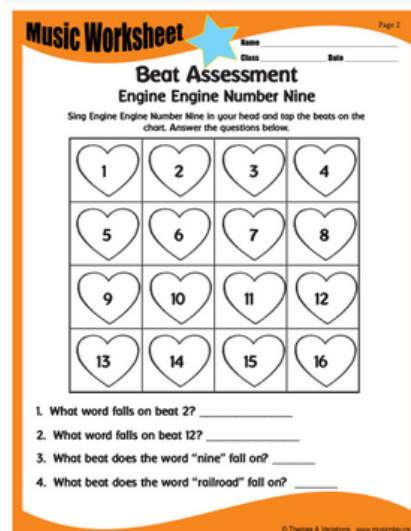 Music Worksheet
Page 2
Name
Class Date
Beat Assessment
Engine Engine Number Nine
Sing Engine Engine Number Nine in your head and tap the beats on the
chart. Answer the questions below.
1 2 3 4
5 6 7 8
9 10 11 12
13 14 15 16
1. What word falls on beat 2?
2. What word falls on beat 12?
3. What beat does the word “nine” fall on?
4. What beat does the word “railroad” fall on?
© Themes & Variations www.musicplay.ca